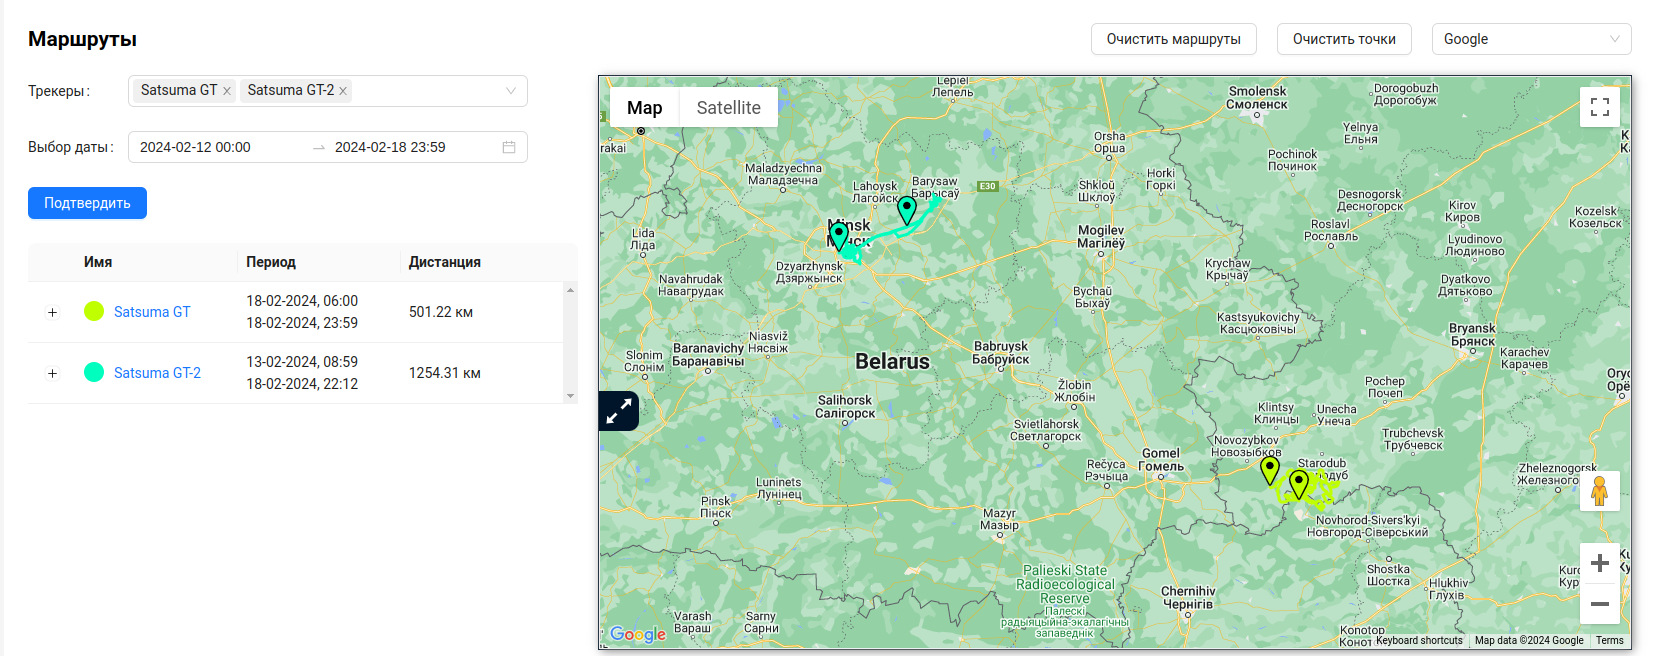 Маршруты
Очистить маршруты
Очистить точки
Google
Трекеры :
Satsuma GT
Satsuma GT-2
Выбор даты :
2024-02-12 00:00
2024-02-18 23:59
Подтвердить
Имя
Период
Дистанция
Satsuma GT
18-02-2024, 06:00
18-02-2024, 23:59
501.22 км
Satsuma GT-2
13-02-2024, 08:59
18-02-2024, 22:12
1254.31 км
Map
Satellite
Lepiel
Лепель
Smolensk
Смоленск
Dorogobuzh
Дорогобуж
rakai
Orsha
Орша
Yelnya
Ельня
Maladzyechna
Маладзечна
Pochinok
Починок
Lahoysk
Лагойск
Barysaw
Барысаў
E30
Shkloŭ
Шклоў
Horki
Горкі
Desnogorsk
Десногорск
Kirov
Киров
Kozelsk
Козельск
Minsk
Мінск
Lida
Ліда
Mogilev
Магілёў
Roslavl
Рославль
Lyudinovo
Людиново
Dzyarzhynsk
Дзяржынск
Krychaw
Крычаў
Navahrudak
Навагрудак
Dyatkovo
Дятьково
Bychaŭ
Быхаў
Kastsyukovichy
Касцюковічы
Niasviž
Нясвіж
Baranavichy
Баранавічы
Slonim
Слонім
Babruysk
Бабруйск
Belarus
Bryansk
Брянск
Karachev
Карачев
Žlobin
Жлобін
Pochep
Почеп
Salihorsk
Салігорск
Klintsy
Клинцы
Unecha
Унеча
Svietlahorsk
Светлагорск
Trubchevsk
Трубчевск
Novozybkov
Новозыбков
Gomel
Гомель
Rečyca
Рэчыца
Starodub
Zheleznogorsk
Железногорск
Luninets
Лунінец
Pinsk
Пінск
Mazyr
Мазыр
Novhorod-Sivers'kyi
Новгород-Сіверський
Shostka
Шостка
Palieski State
Radioecological
Reserve
Палескі
радыяцыйна-экалагічны
запаведнік
Chernihiv
Чернігів
Hlukhiv
Глухів
Varash
Вараш
Sarny
Сарни
Konotop
Google
Keyboard shortcuts
Map data ©2024 Google
Terms